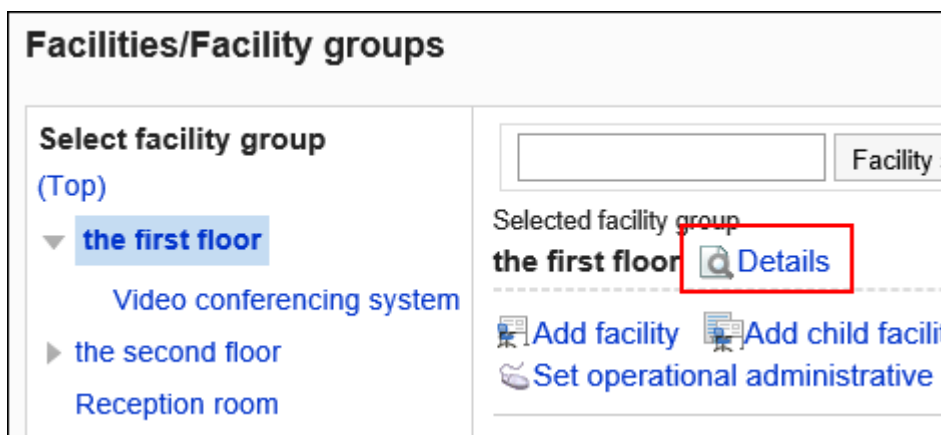 Facilities/Facility groups
Select facility group
(Top)
the first floor
Video conferencing system
the second floor
Reception room
Facility
Selected facility group
the first floor Details
Add facility Add child
Set operational administrative